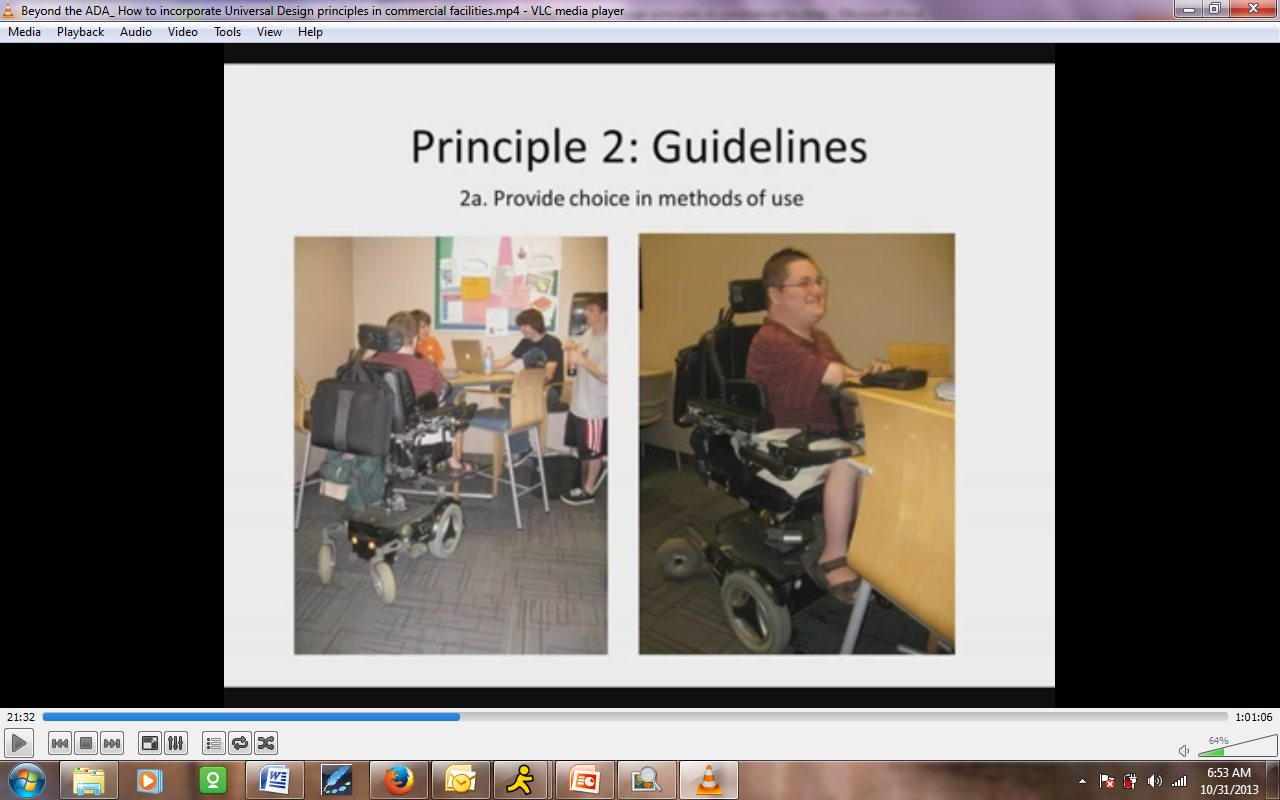 Beyond the ADA_ How to incorporate Universal Design principles in commercial facilities.mp4 - VLC media player
Media Playback Audio Video Tools View Help
Principle 2: Guidelines
2a. Provide choice in methods of use
21:32
1:01:06
64%
6:53 AM
10/31/2013